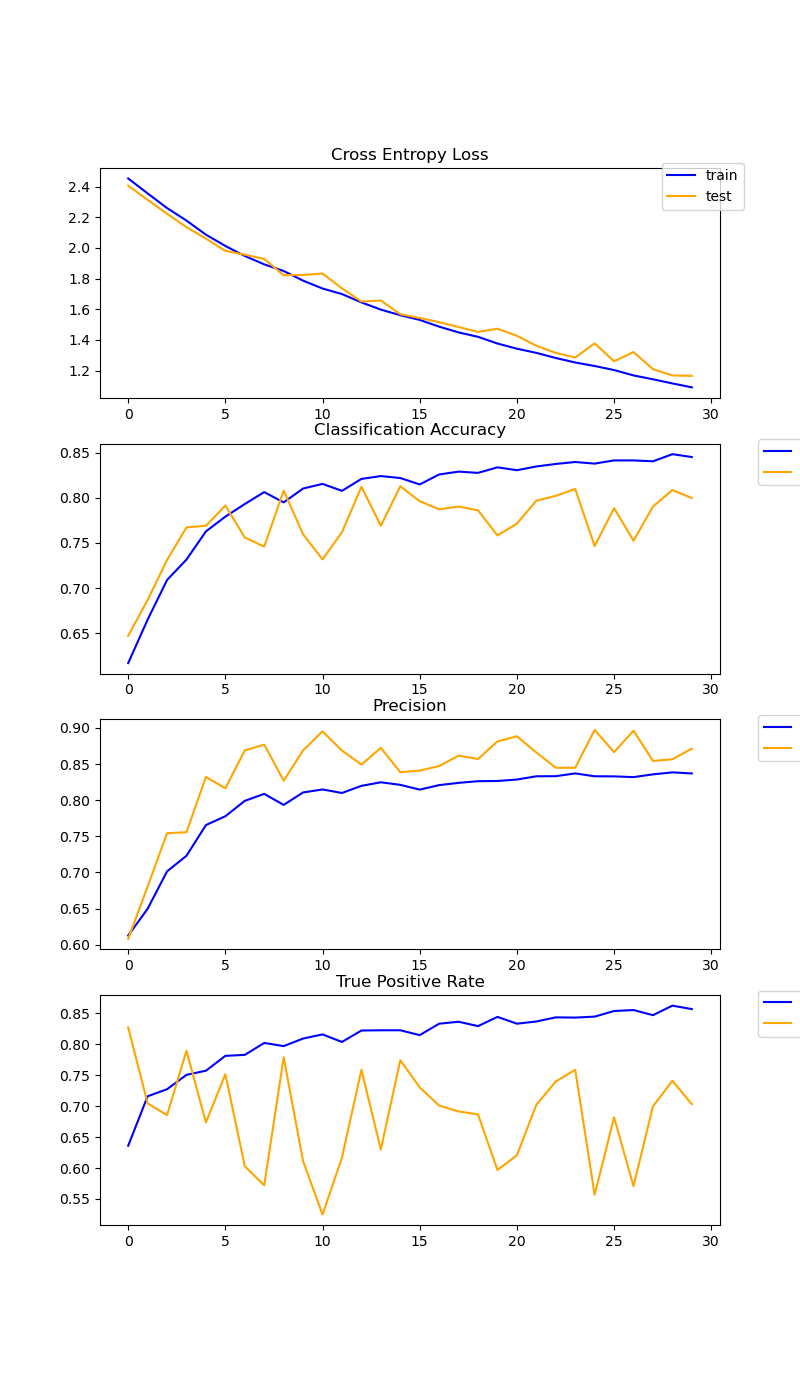 Cross Entropy Loss
train
test
2.4
2.2
2.0
1.8
1.6
1.4
1.2
0 5 10 15 20 25 30
Classification Accuracy
0.85
0.80
0.75
0.70
0.65
0 5 10 15 20 25 30
Precision
0.90
0.85
0.80
0.75
0.70
0.65
0.60
0 5 10 15 20 25 30
True Positive Rate
0.85
0.80
0.75
0.70
0.65
0.60
0.55
0 5 10 15 20 25 30